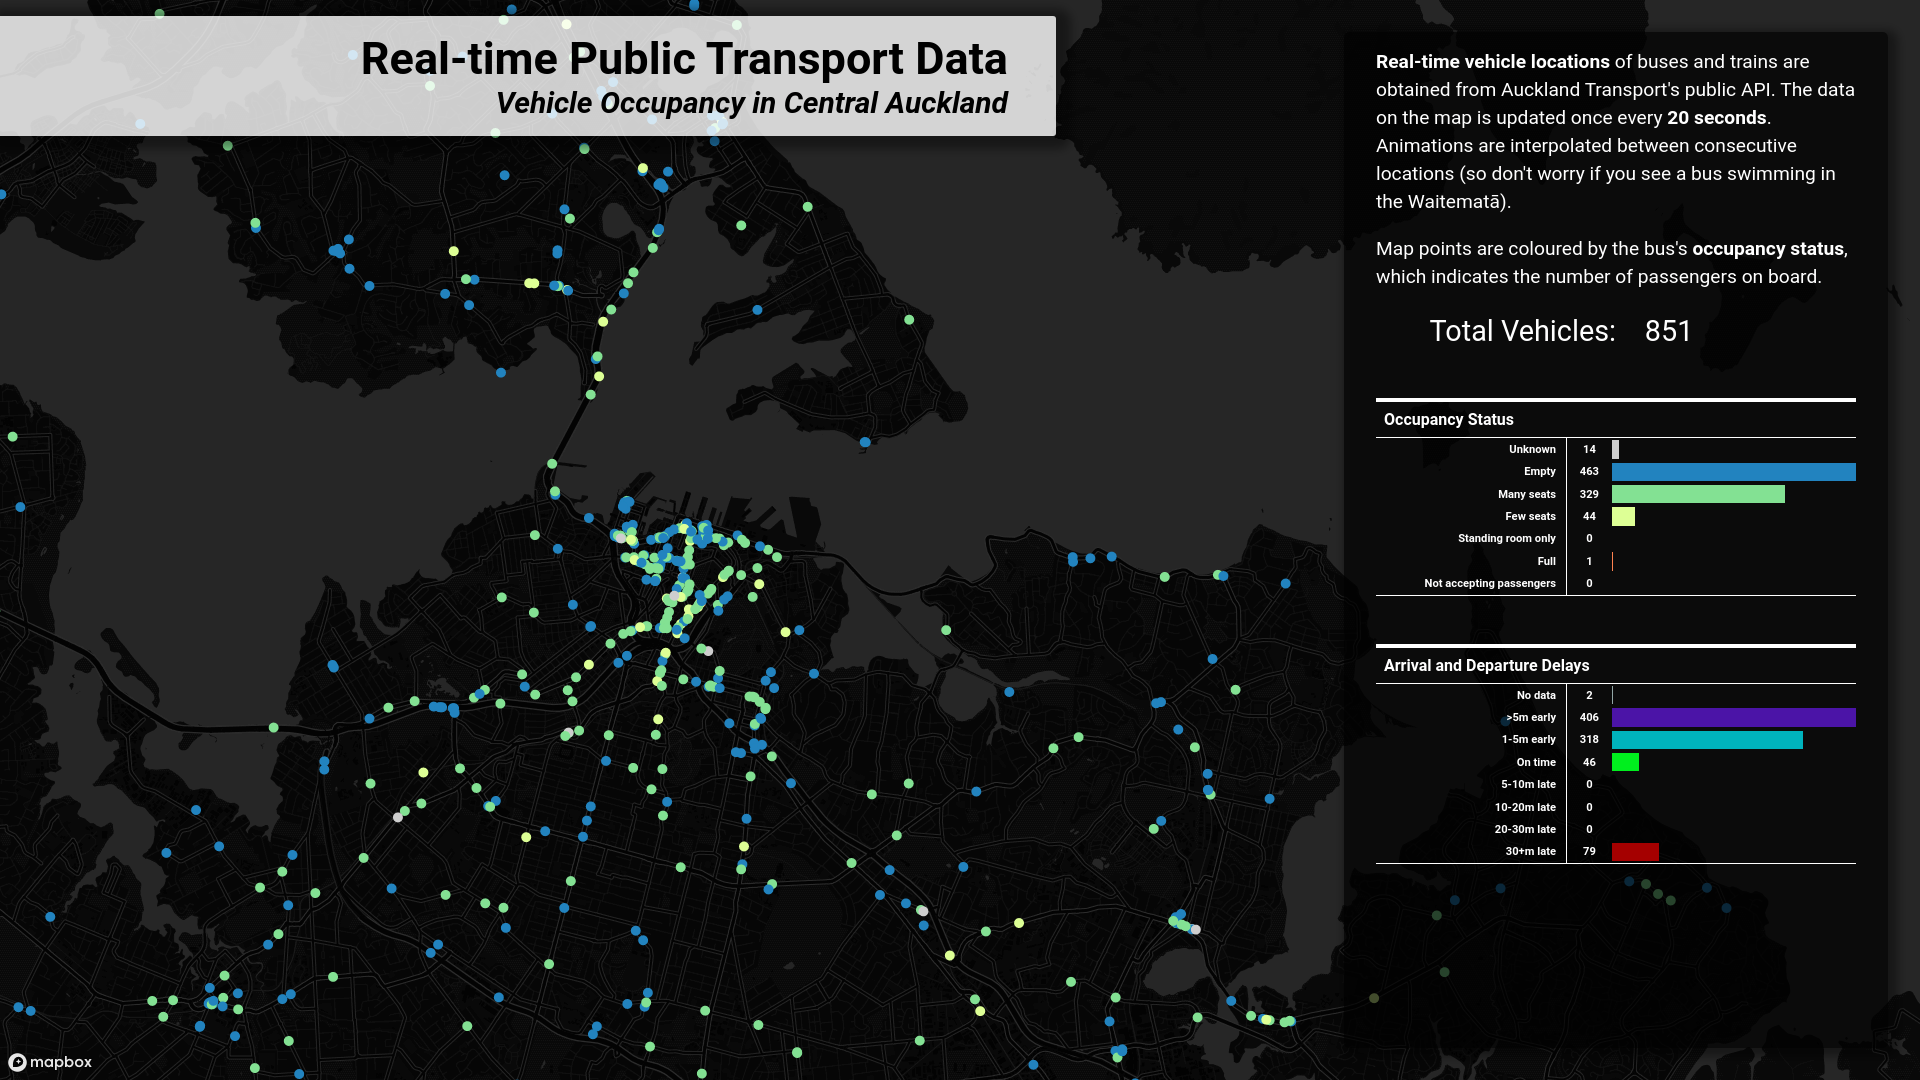 Real-time Public Transport Data
Vehicle Occupancy in Central Auckland
Real-time vehicle locations of buses and trains are
obtained from Auckland Transport's public API. The data
on the map is updated once every 20 seconds.
Animations are interpolated between consecutive
locations (so don't worry if you see a bus swimming in
the Waitematā).
Map points are coloured by the bus's occupancy status,
which indicates the number of passengers on board.
Total Vehicles: 851
Occupancy Status
Unknown 14
Empty 463
Many seats 329
Few seats 44
Standing room only 0
Full 1
Not accepting passengers 0
Arrival and Departure Delays
No data 2
>5m early 406
1-5m early 318
On time 46
5-10m late 0
10-20m late 0
20-30m late 0
30+m late 79
mapbox